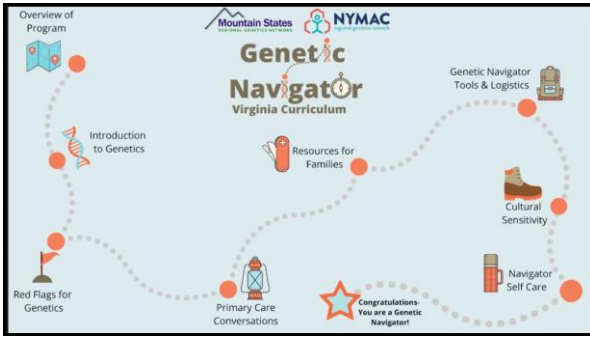 Overview of
Program
Mountain States
REGIONAL GENETICS NETWORK
NYMAC
regional genetics network
Genetic
Navigator
Virginia Curriculum
Genetic Navigator
Tools & Logistics
Introduction
to Genetics
Resources for
Families
Cultural
Sensitivity
Red Flags for
Genetics
Primary Care
Conversations
Congratulations-
You are a Genetic
Navigator!
Navigator
Self Care